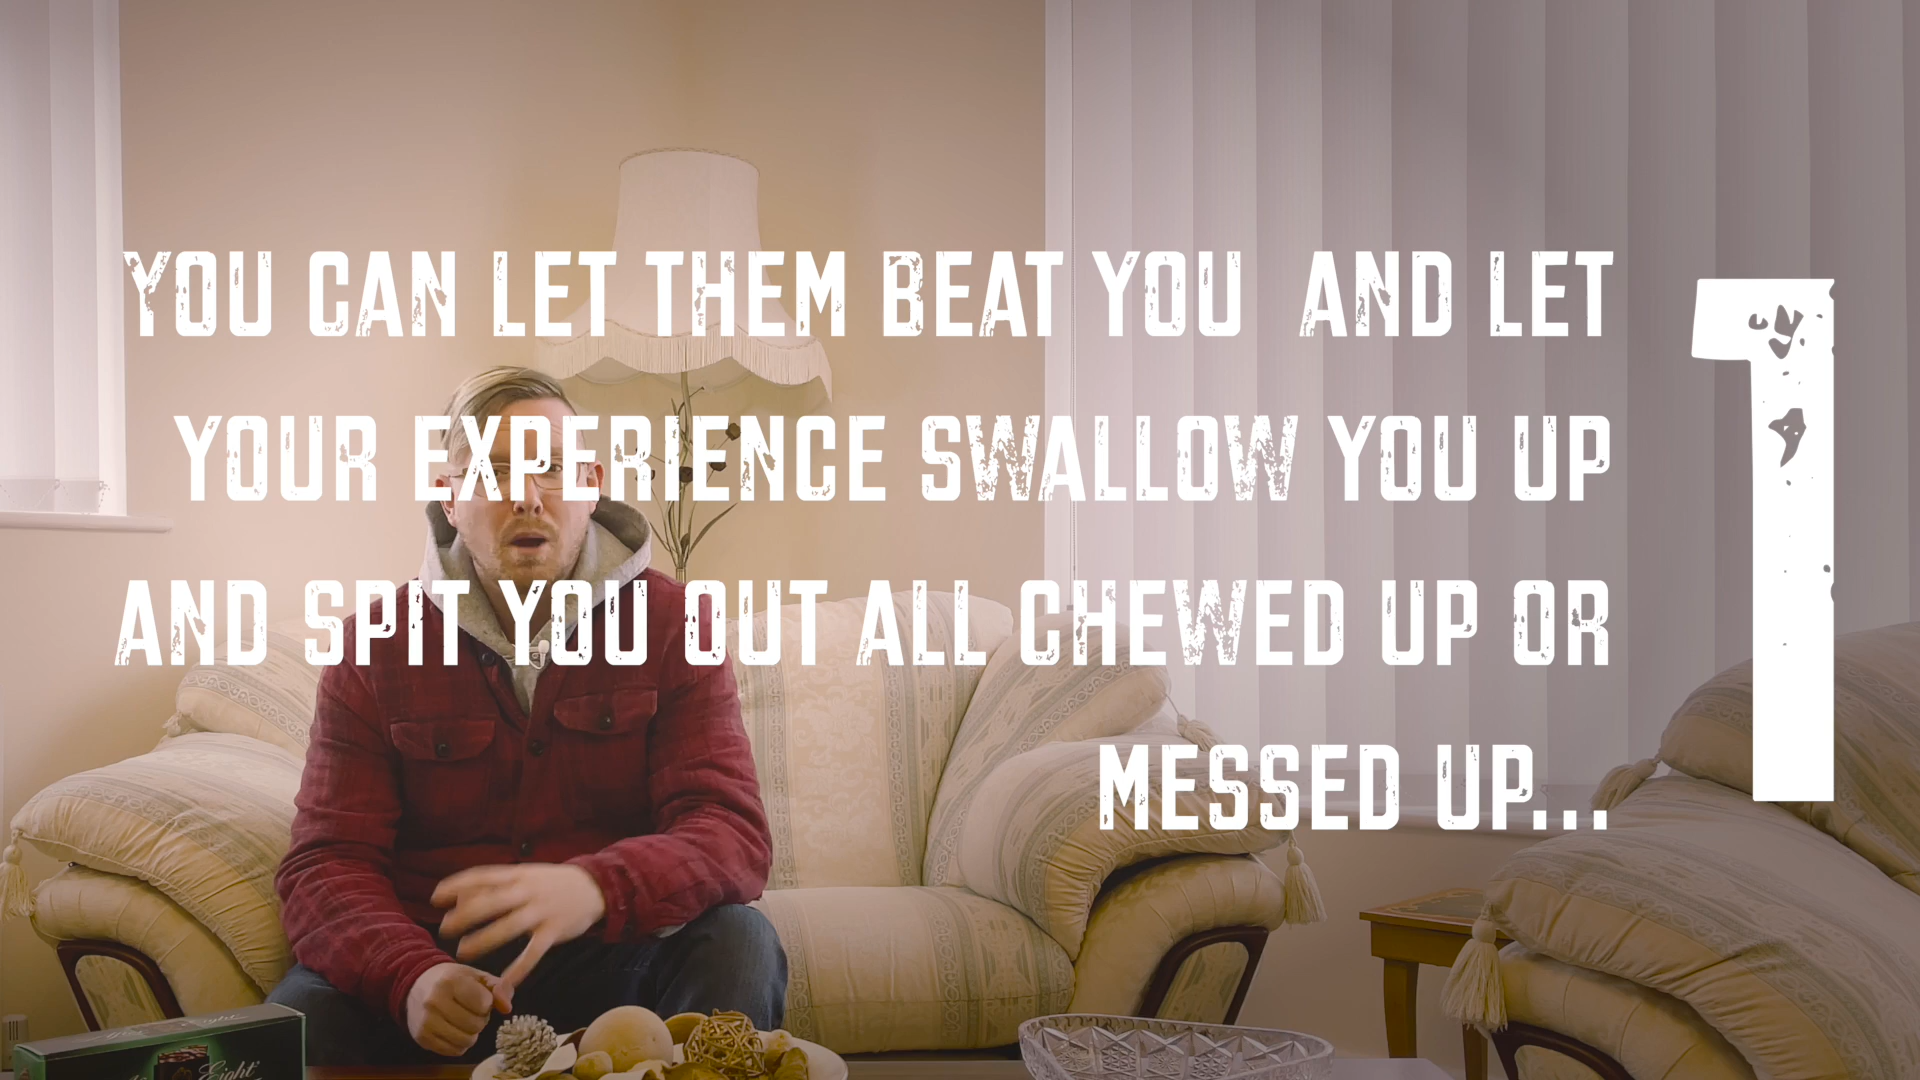 YOU CAN LET THEM BEAT YOU  AND LET
YOUR EXPERIENCE SWALLOW YOU UP
AND SPIT YOU OUT ALL CHEWED UP OR
MESSED UP...
1
Eight